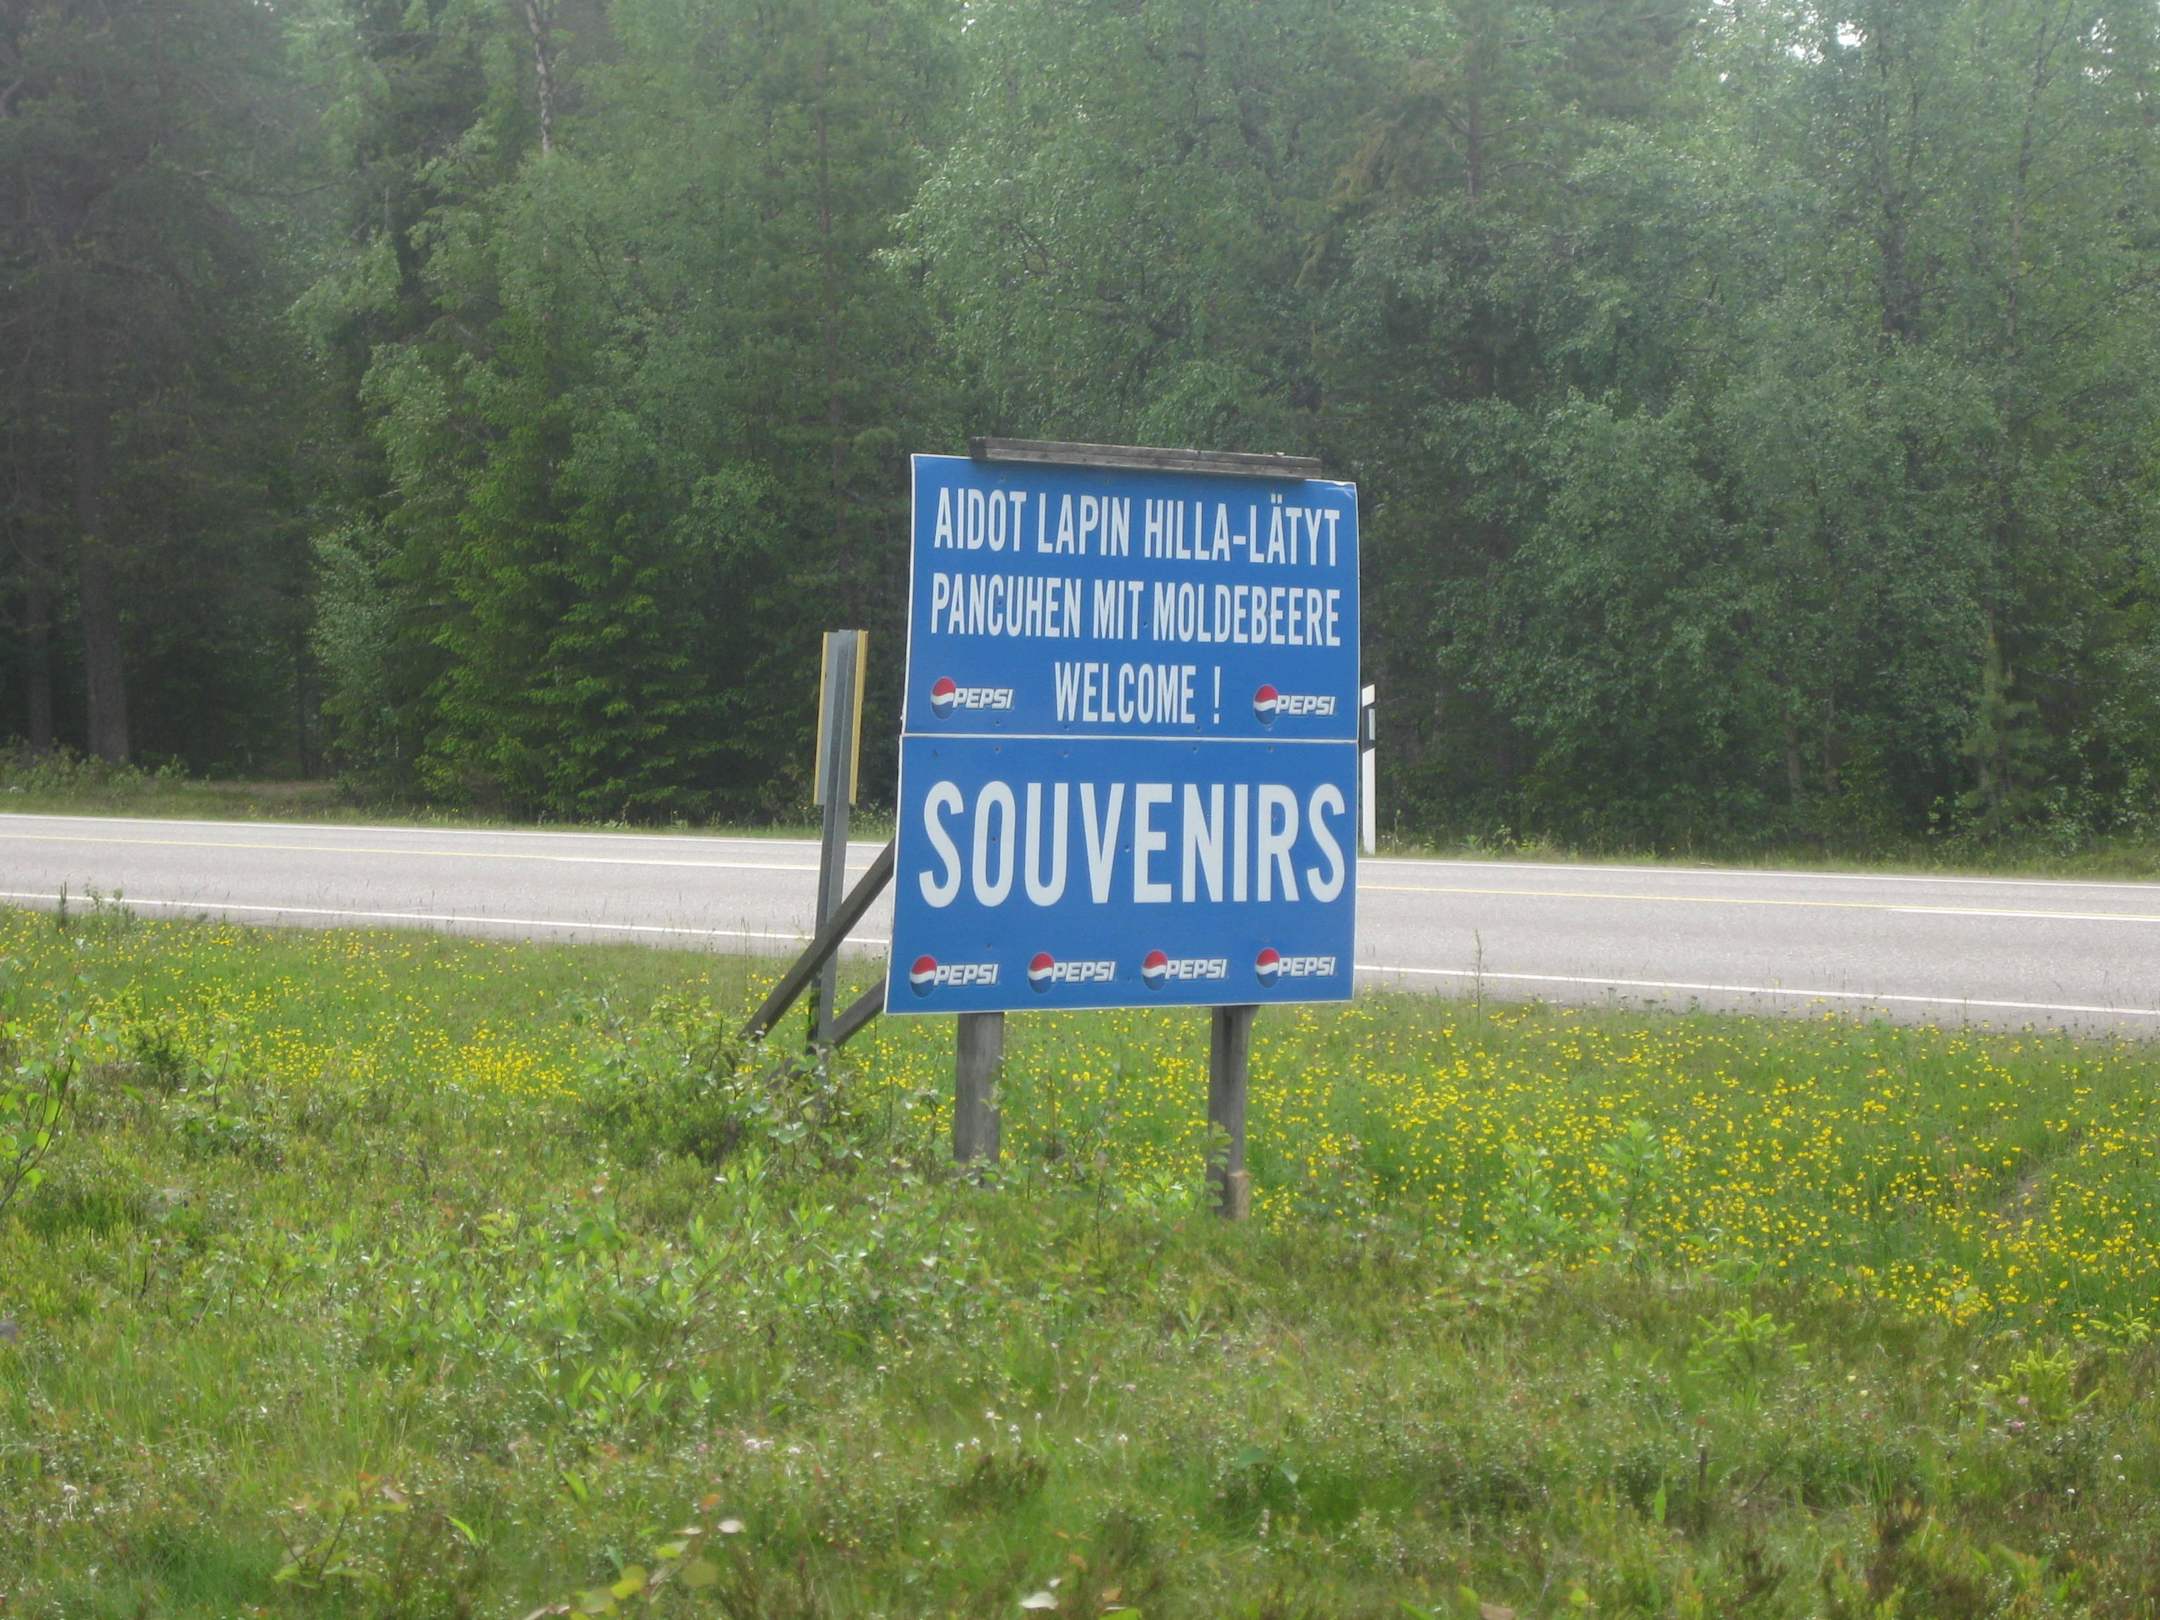 AIDOT LAPIN HILLA-LÄTYT
PANCUHEN MIT MOLDEBEERE
WELCOME !
PEPSI PEPSI
SOUVENIRS
PEPSI PEPSI PEPSI PEPSI